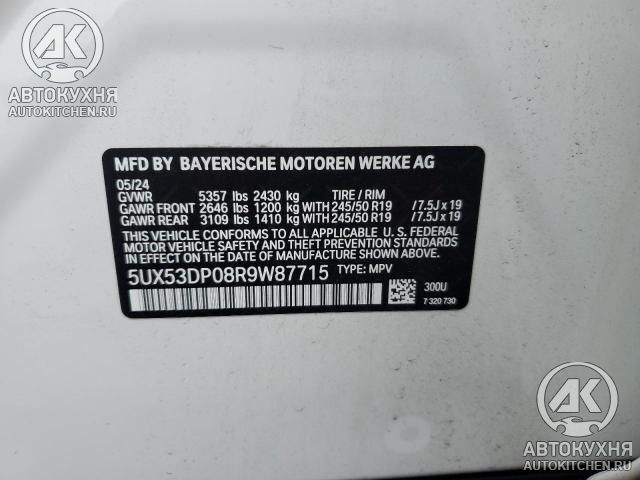 AK
АВТОКУХНЯ
AUTOKITCHEN.RU
MFD BY BAYERISCHE MOTOREN WERKE AG
05/24
GVWR 5357 lbs 2430 kg TIRE / RIM
GAWR FRONT 2646 lbs 1200 kg WITH 245/50 R19 /7.5J x 19
GAWR REAR 3109 lbs 1410 kg WITH 245/50 R19 /7.5J x 19
THIS VEHICLE CONFORMS TO ALL APPLICABLE U.S. FEDERAL
MOTOR VEHICLE SAFETY AND THEFT PREVENTION STANDARDS
IN EFFECT ON THE DATE OF MANUFACTURE SHOWN ABOVE.
5UX53DP08R9W87715 TYPE: MPV
300U
7 320 730
AK
АВТОКУХНЯ
AUTOKITCHEN.RU